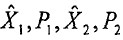 X̂₁, P₁, X̂₂, P₂